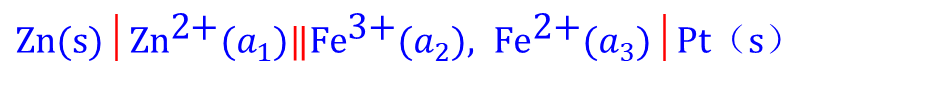 Zn(s)|Zn²⁺(a₁)‖Fe³⁺(a₂), Fe²⁺(a₃)|Pt（s）